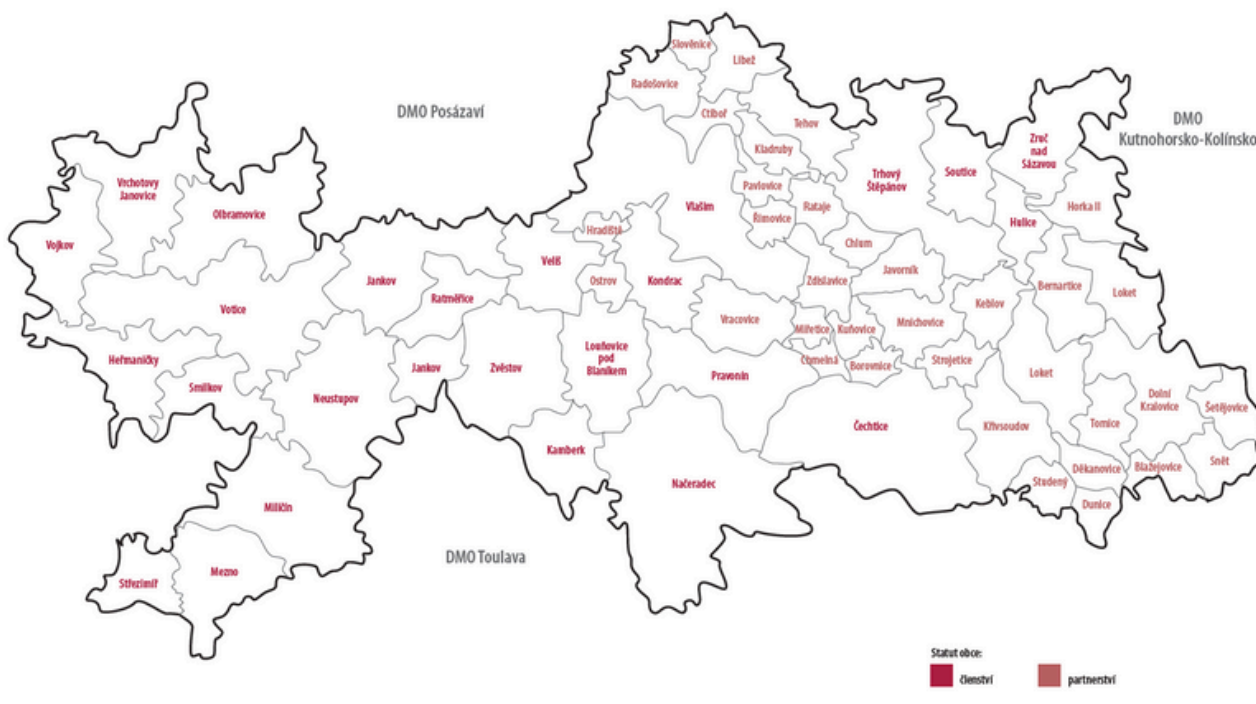 Slověnice
Libež
DMO Posázaví
Radošovice
Ctiboř
Tehov
DMO
Kutnohorsko-Kolínsko
Kladruby
Zruč
nad
Sázavou
Vrchotovy
Janovice
Trhový
Štěpánov
Soutice
Pavlovice
Vlašim
Rataje
Horka II
Olbramovice
Římovice
Hulice
Hradiště
Vojkov
Chlum
Veliš
Javorník
Jankov
Ostrov
Kondrac
Zdislavice
Bernartice
Loket
Ratměřice
Keblov
Votice
Vracovice
Mnichovice
Miřetice
Kuňovice
Louňovice
pod
Blaníkem
Heřmaničky
Chmelná
Borovnice
Strojetice
Jankov
Zvěstov
Pravonín
Loket
Smilkov
Dolní
Kralovice
Šetějovice
Neustupov
Čechtice
Křivsoudov
Tomice
Kamberk
Snět
Děkanovice
Blažejovice
Studený
Načeradec
Miličín
Dunice
DMO Toulava
Mezno
Střezimíř
Statut obce:
členství
partnerství